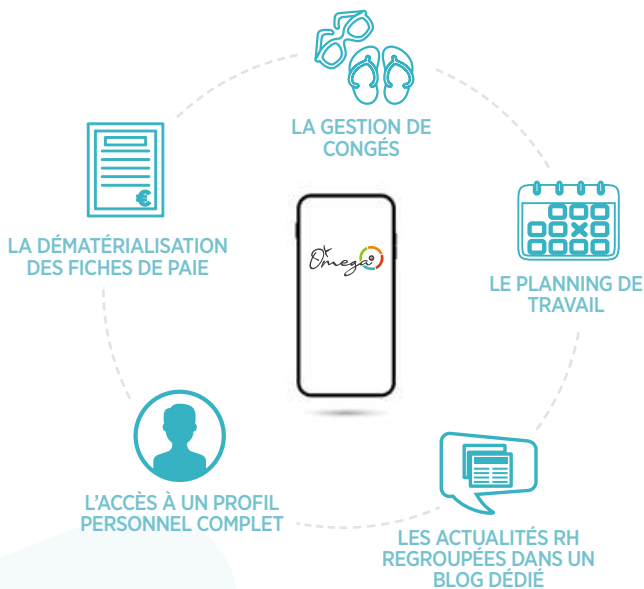 LA GESTION DE
CONGÉS
LA DÉMATÉRIALISATION
DES FICHES DE PAIE
Omega
LE PLANNING DE
TRAVAIL
L'ACCÈS À UN PROFIL
PERSONNEL COMPLET
LES ACTUALITÉS RH
REGROUPÉES DANS UN
BLOG DÉDIÉ